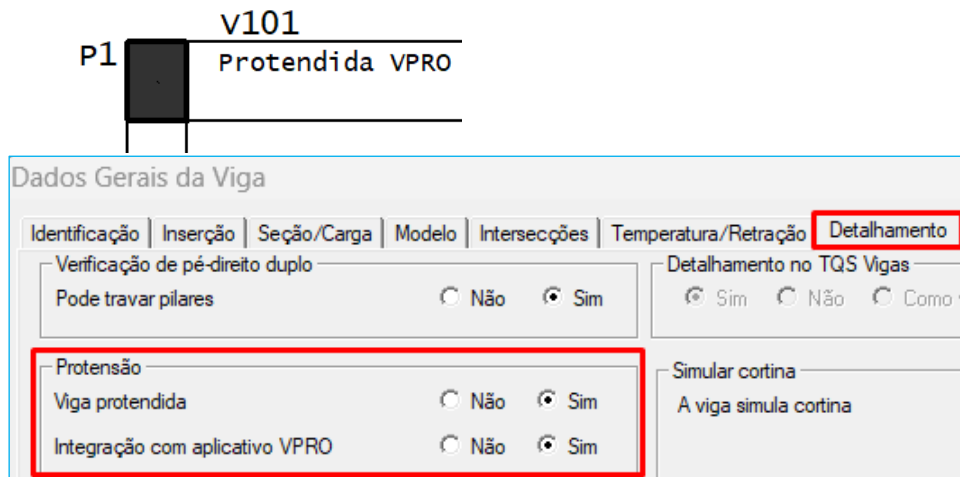 V101
P1
Protendida VPRO
Dados Gerais da Viga
Identificação Inserção Seção/Carga Modelo Intersecções Temperatura/Retração Detalhamento
Verificação de pé-direito duplo
Detalhamento no TQS Vigas
Pode travar pilares Não Sim
Sim Não Como
Protensão
Simular cortina
Viga protendida Não Sim
A viga simula cortina
Integração com aplicativo VPRO Não Sim